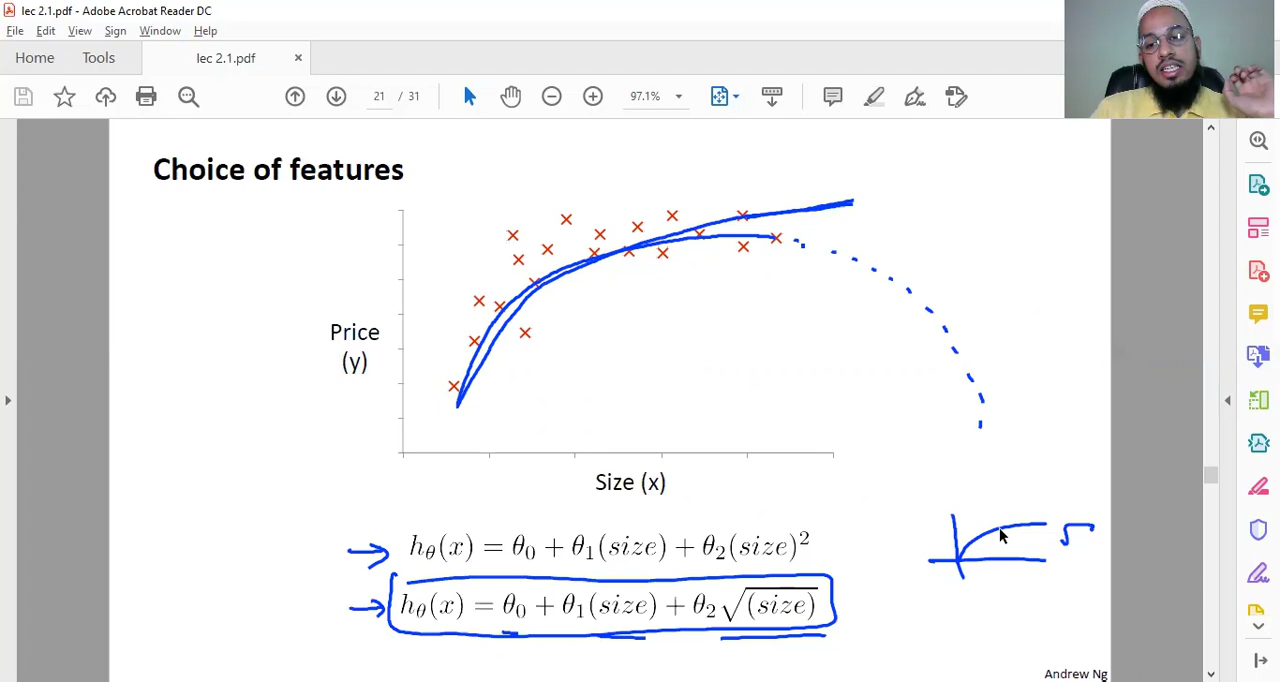 lec 2.1.pdf - Adobe Acrobat Reader DC
File Edit View Sign Window Help
Home Tools lec 2.1.pdf ×
21 / 31 97.1%
Choice of features
Price
(y)
Size (x)
hθ(x) = θ0 + θ1(size) + θ2(size)²
hθ(x) = θ0 + θ1(size) + θ2√(size)
√
Andrew Ng